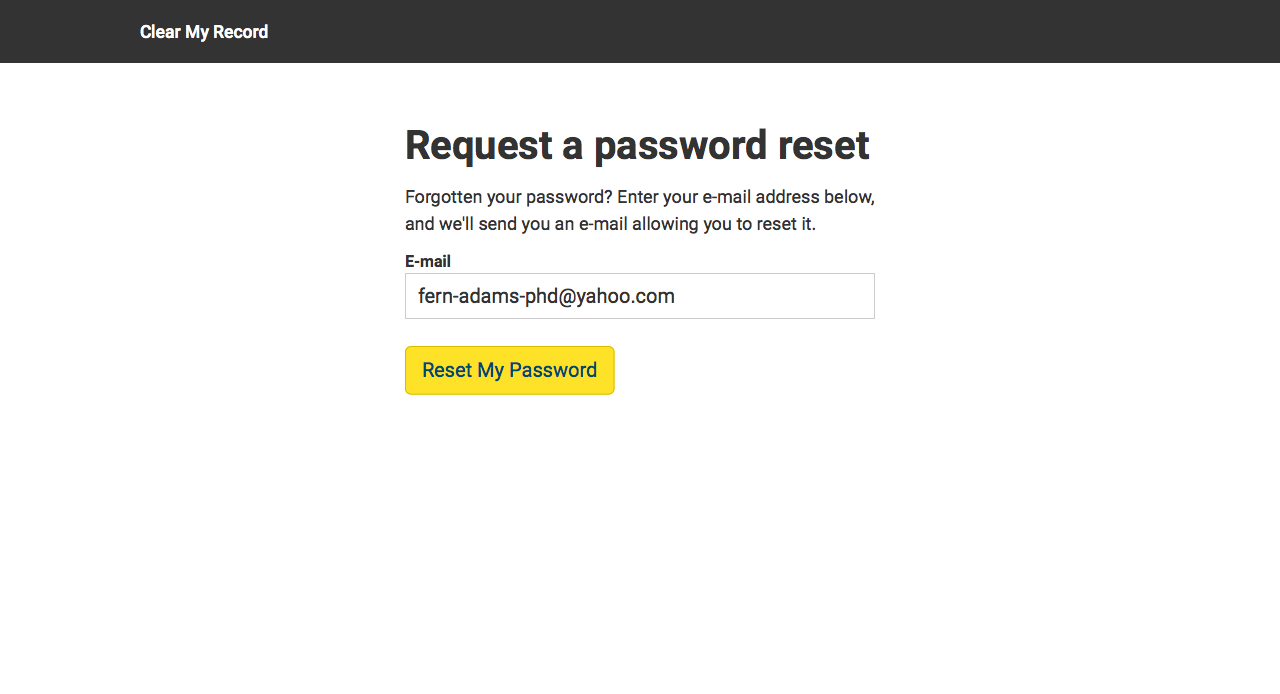 Clear My Record
Request a password reset
Forgotten your password? Enter your e-mail address below,
and we'll send you an e-mail allowing you to reset it.
E-mail
fern-adams-phd@yahoo.com
Reset My Password